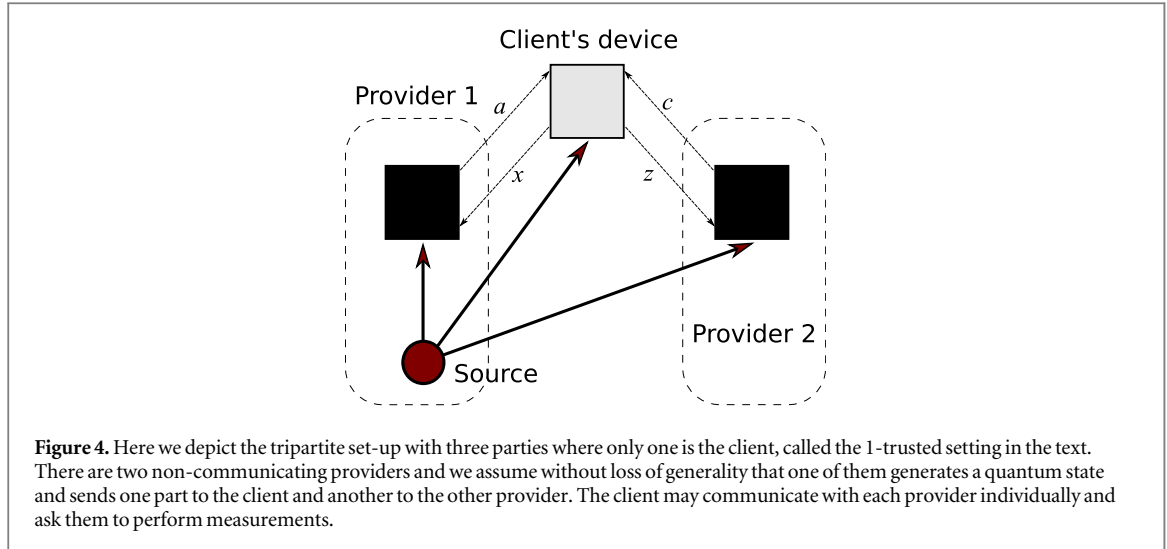 Client's device
Provider 1
a
c
x
z
Provider 2
Source
Figure 4. Here we depict the tripartite set-up with three parties where only one is the client, called the 1-trusted setting in the text.
There are two non-communicating providers and we assume without loss of generality that one of them generates a quantum state
and sends one part to the client and another to the other provider. The client may communicate with each provider individually and
ask them to perform measurements.